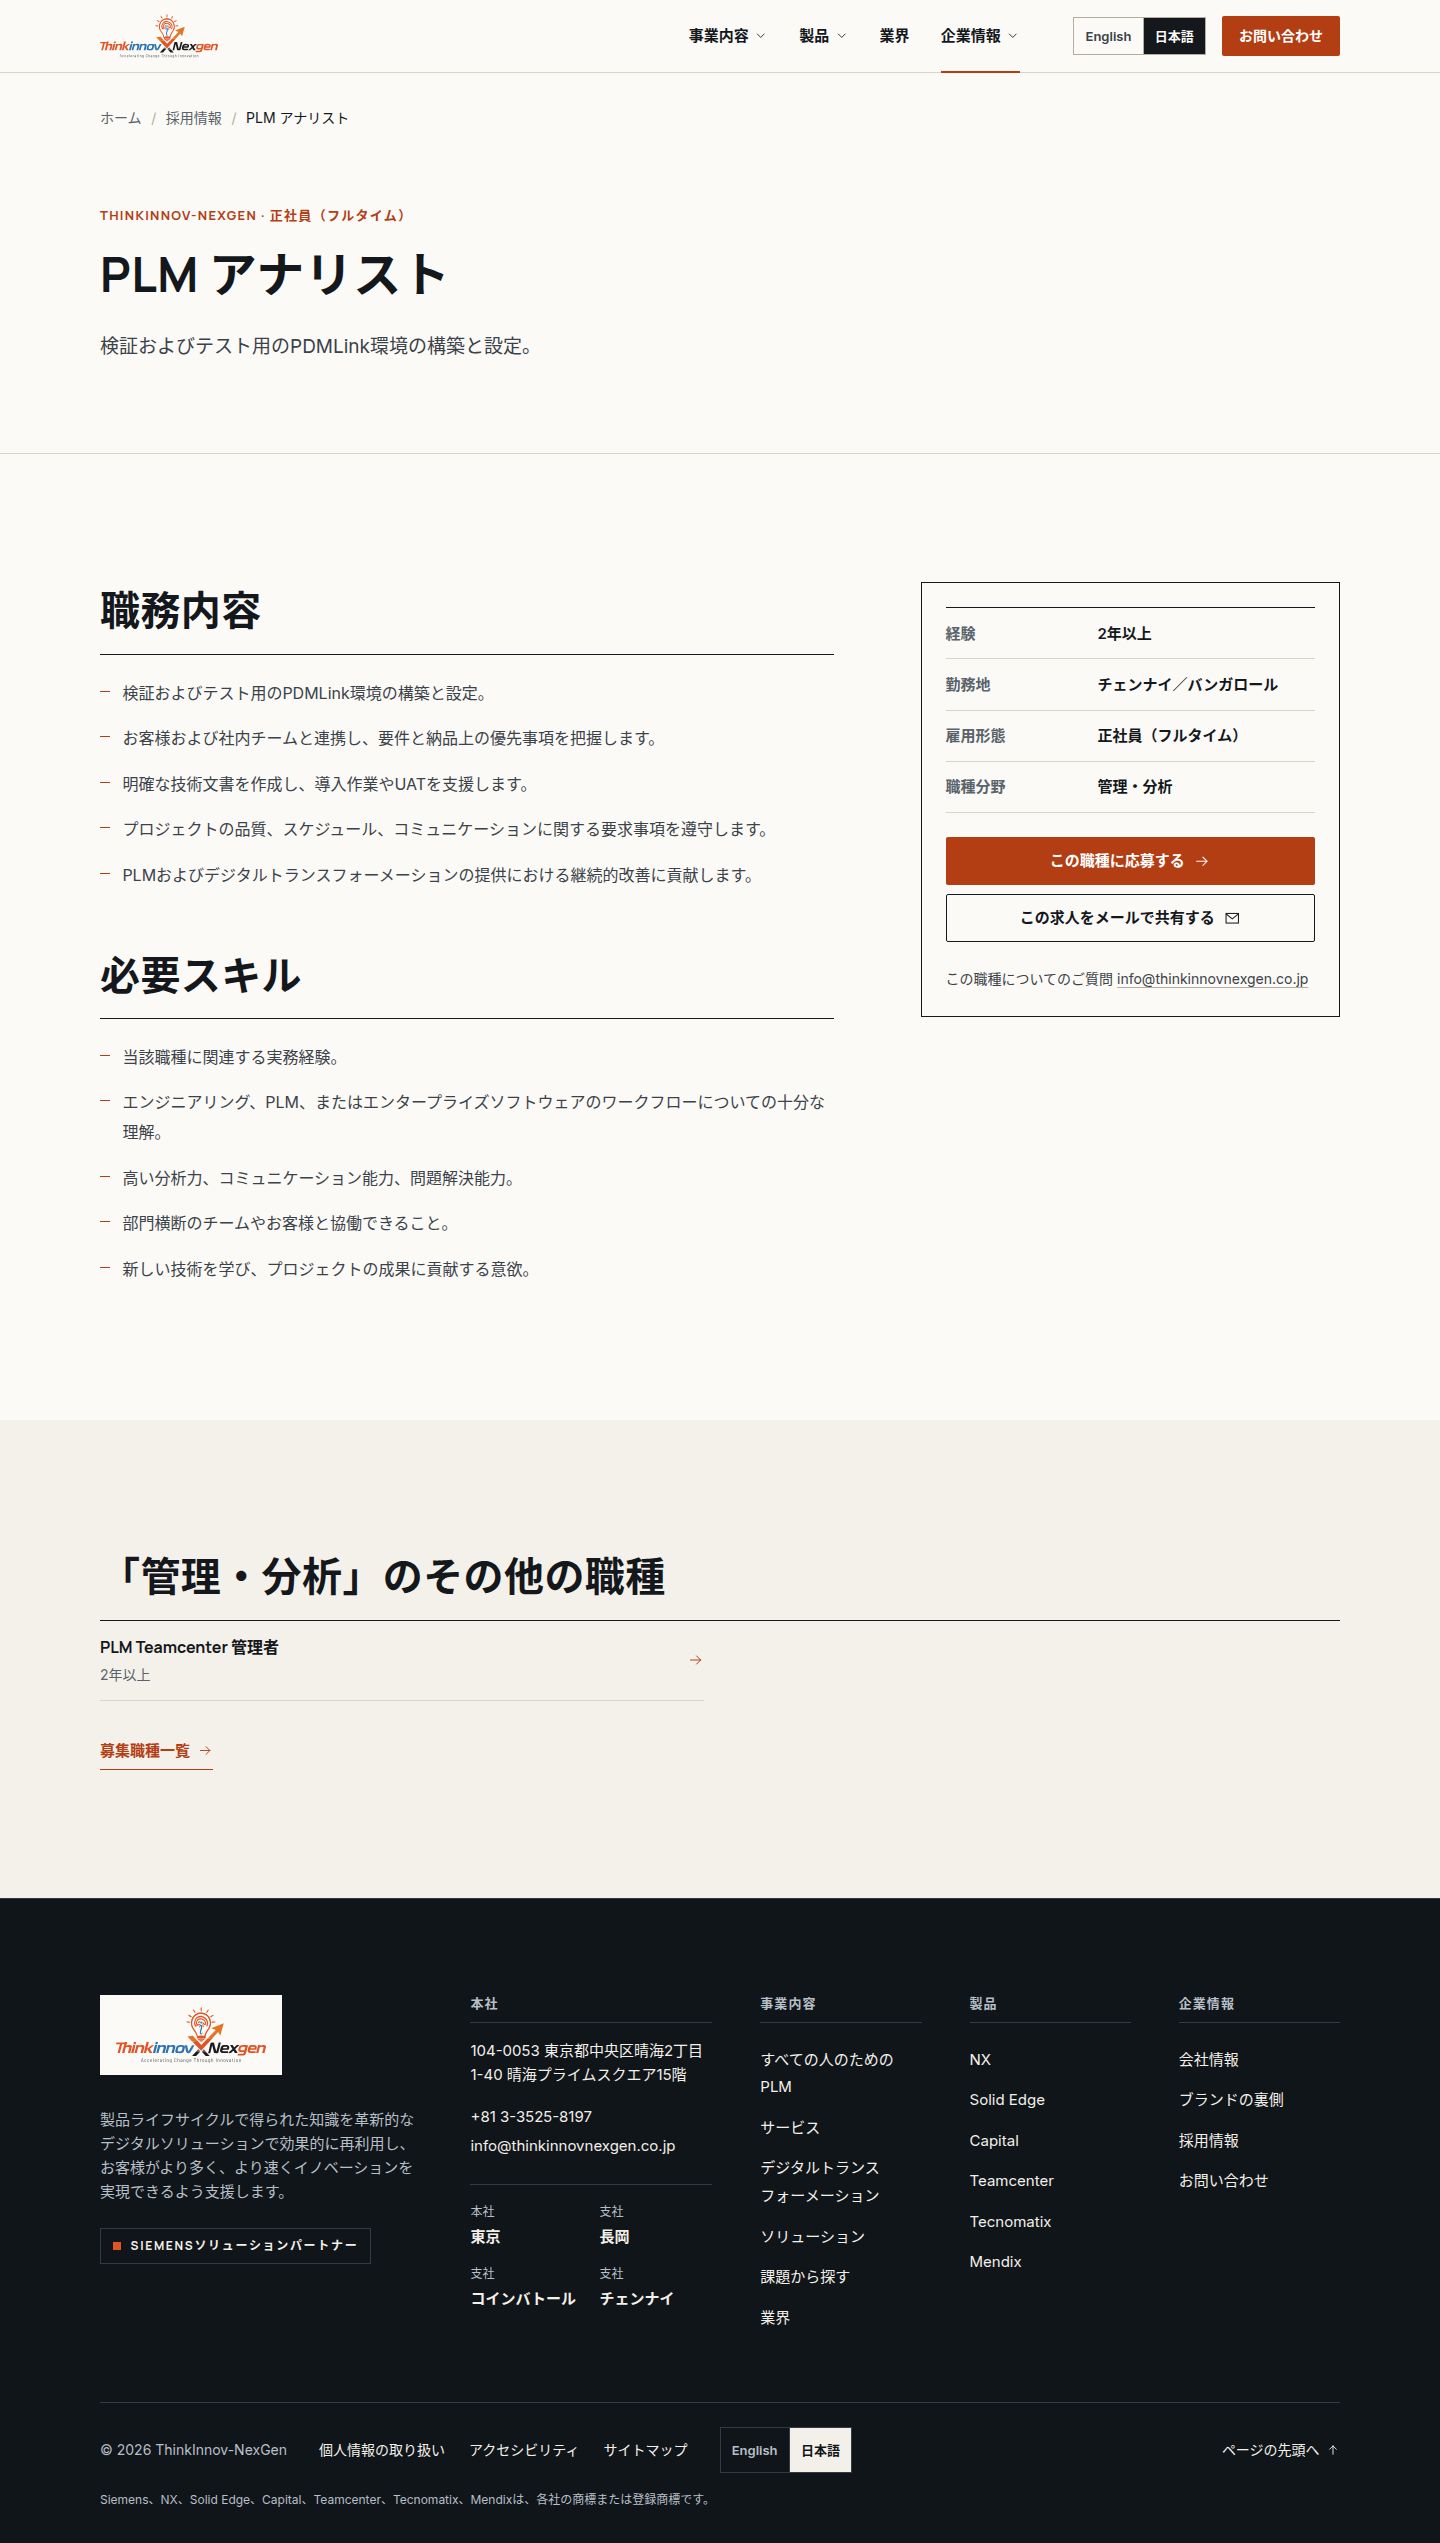 ThinkinnovXNexgen
Accelerating Change Through Innovation
事業内容
製品
業界
企業情報
English
日本語
お問い合わせ
ホーム / 採用情報 / PLM アナリスト
THINKINNOV-NEXGEN · 正社員（フルタイム）
PLM アナリスト
検証およびテスト用のPDMLink環境の構築と設定。
職務内容
検証およびテスト用のPDMLink環境の構築と設定。
お客様および社内チームと連携し、要件と納品上の優先事項を把握します。
明確な技術文書を作成し、導入作業やUATを支援します。
プロジェクトの品質、スケジュール、コミュニケーションに関する要求事項を遵守します。
PLMおよびデジタルトランスフォーメーションの提供における継続的改善に貢献します。
必要スキル
当該職種に関連する実務経験。
エンジニアリング、PLM、またはエンタープライズソフトウェアのワークフローについての十分な
理解。
高い分析力、コミュニケーション能力、問題解決能力。
部門横断のチームやお客様と協働できること。
新しい技術を学び、プロジェクトの成果に貢献する意欲。
経験 2年以上
勤務地 チェンナイ／バンガロール
雇用形態 正社員（フルタイム）
職種分野 管理・分析
この職種に応募する →
この求人をメールで共有する
この職種についてのご質問 info@thinkinnovnexgen.co.jp
「管理・分析」のその他の職種
PLM Teamcenter 管理者
2年以上
→
募集職種一覧 →
ThinkinnovXNexgen
Accelerating Change Through Innovation
製品ライフサイクルで得られた知識を革新的な
デジタルソリューションで効果的に再利用し、
お客様がより多く、より速くイノベーションを
実現できるよう支援します。
SIEMENSソリューションパートナー
本社
104-0053 東京都中央区晴海2丁目
1-40 晴海プライムスクエア15階
+81 3-3525-8197
info@thinkinnovnexgen.co.jp
本社
東京
支社
長岡
支社
コインバトール
支社
チェンナイ
事業内容
すべての人のための
PLM
サービス
デジタルトランス
フォーメーション
ソリューション
課題から探す
業界
製品
NX
Solid Edge
Capital
Teamcenter
Tecnomatix
Mendix
企業情報
会社情報
ブランドの裏側
採用情報
お問い合わせ
© 2026 ThinkInnov-NexGen
個人情報の取り扱い
アクセシビリティ
サイトマップ
English
日本語
ページの先頭へ ↑
Siemens、NX、Solid Edge、Capital、Teamcenter、Tecnomatix、Mendixは、各社の商標または登録商標です。